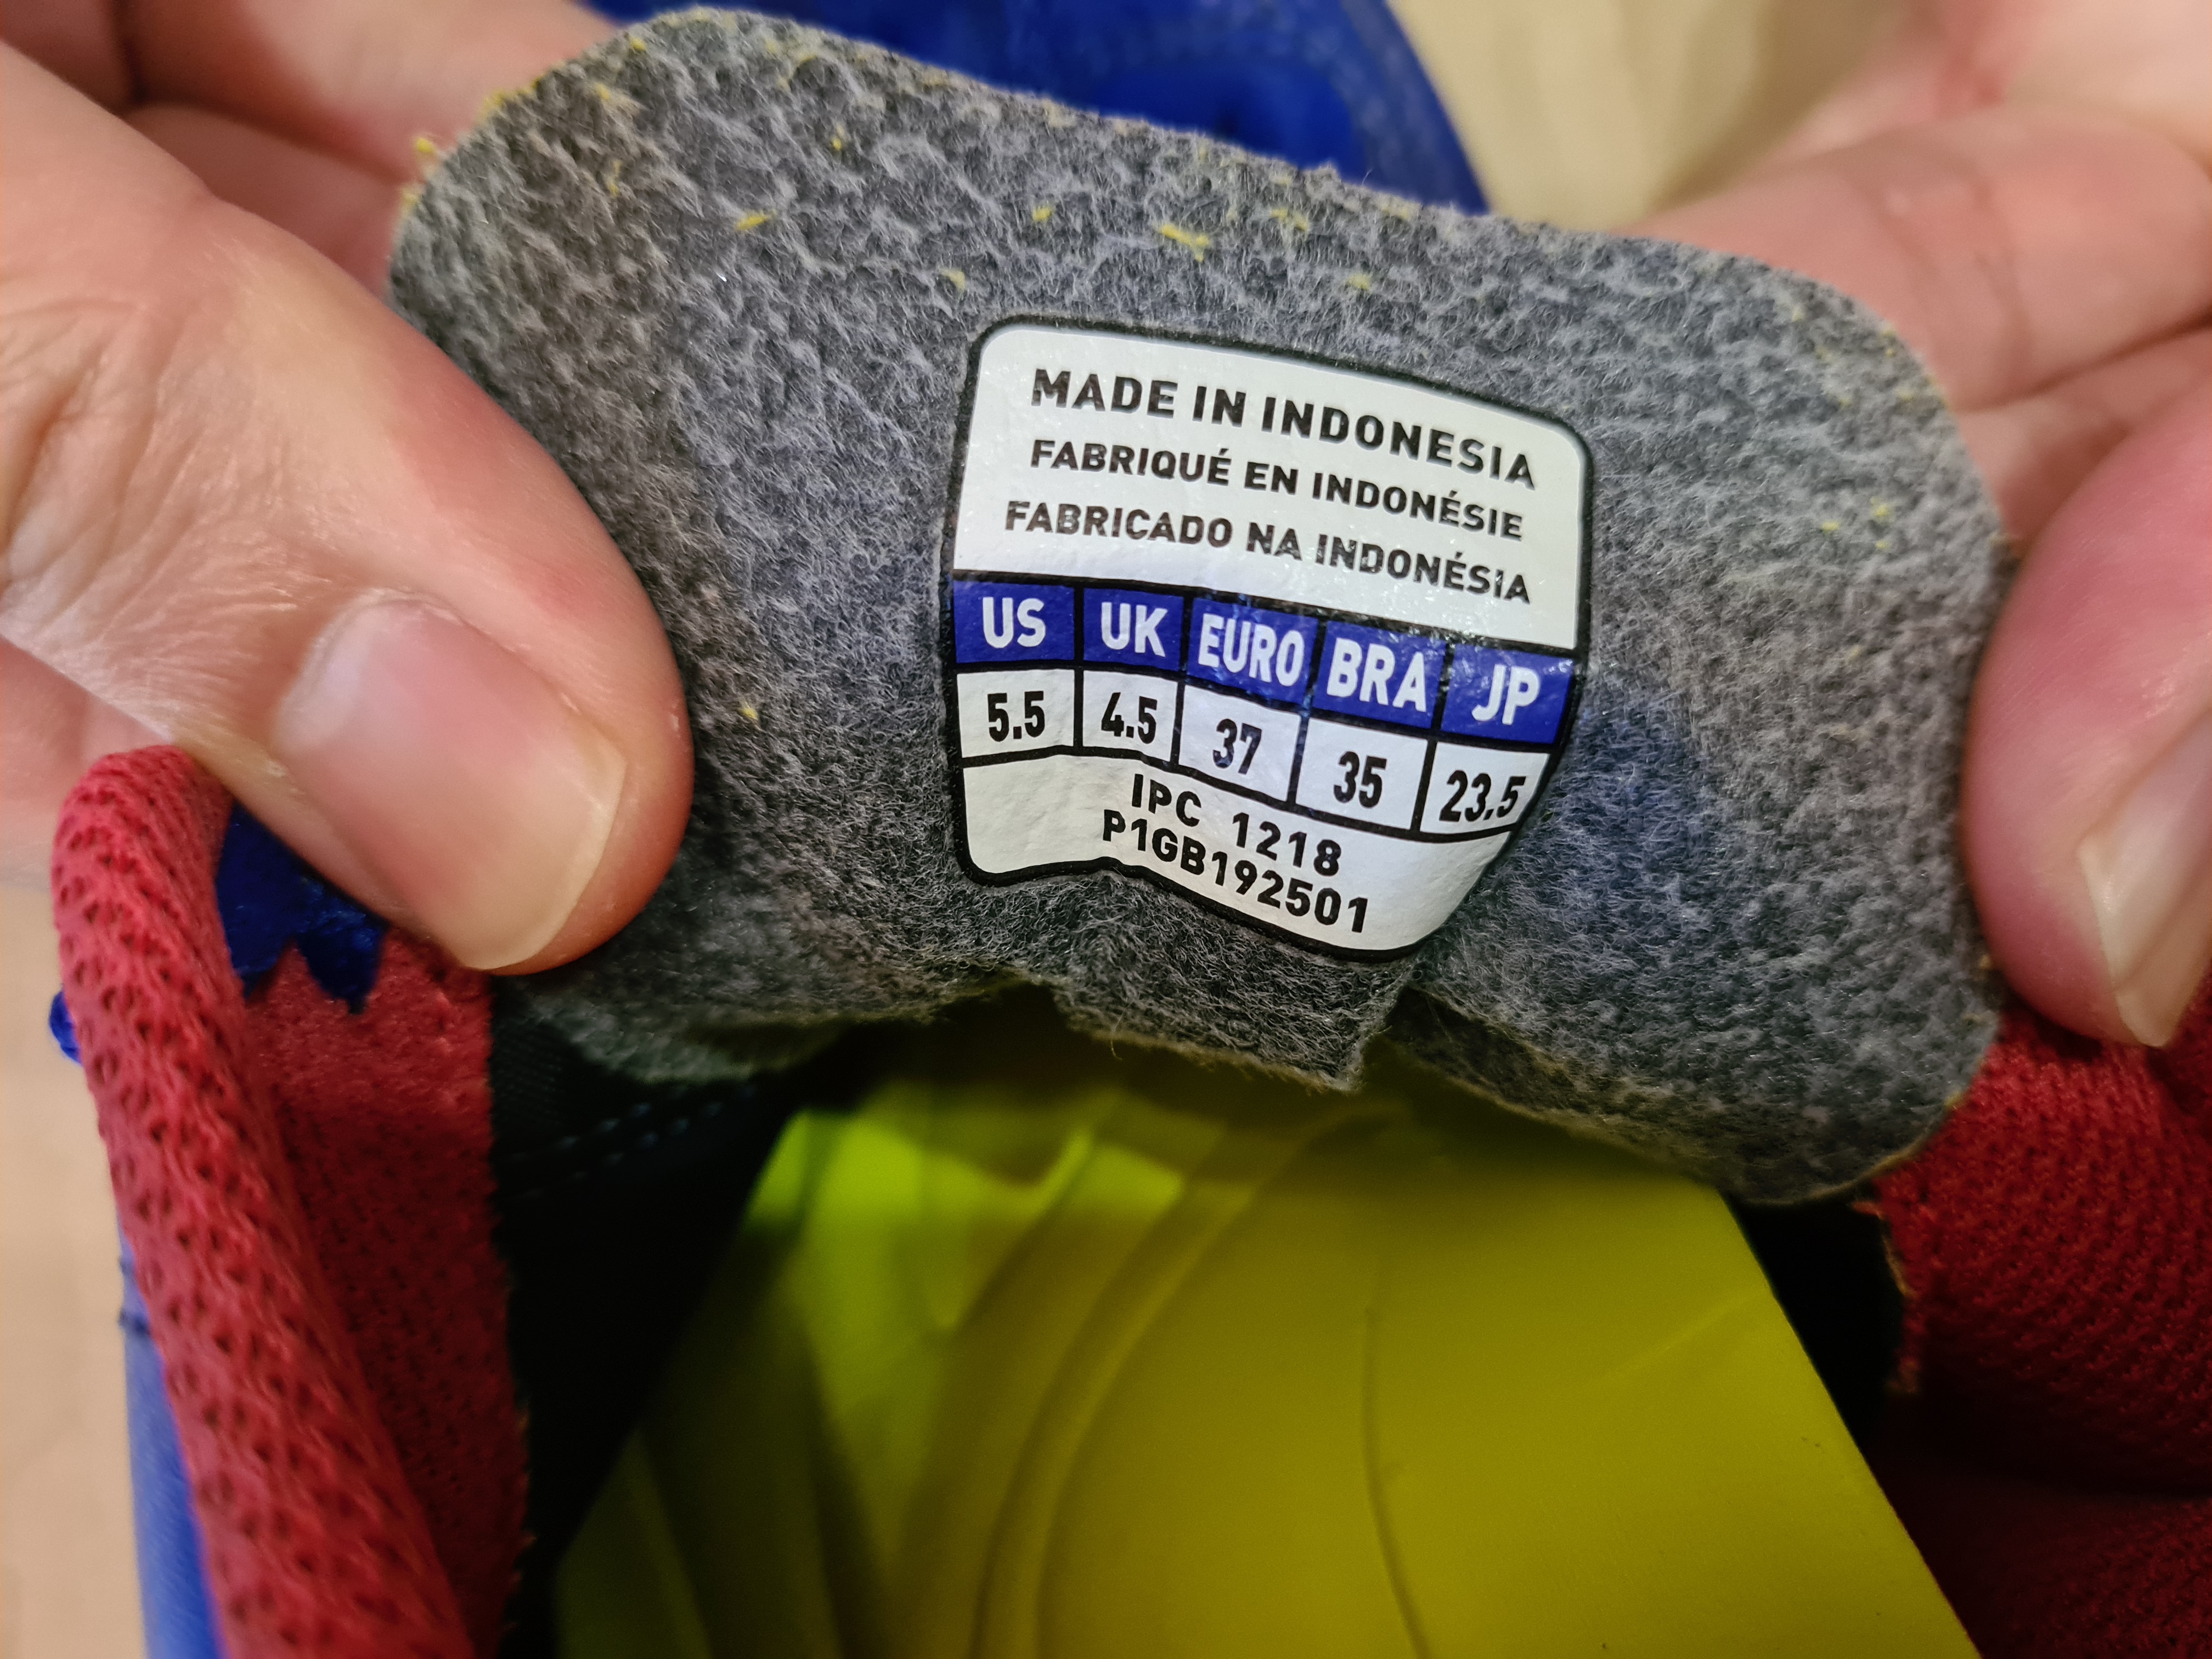 MADE IN INDONESIA
FABRIQUÉ EN INDONÉSIE
FABRICADO NA INDONÉSIA
US UK EURO BRA JP
5.5 4.5 37 35 23.5
IPC 1218
P1GB192501